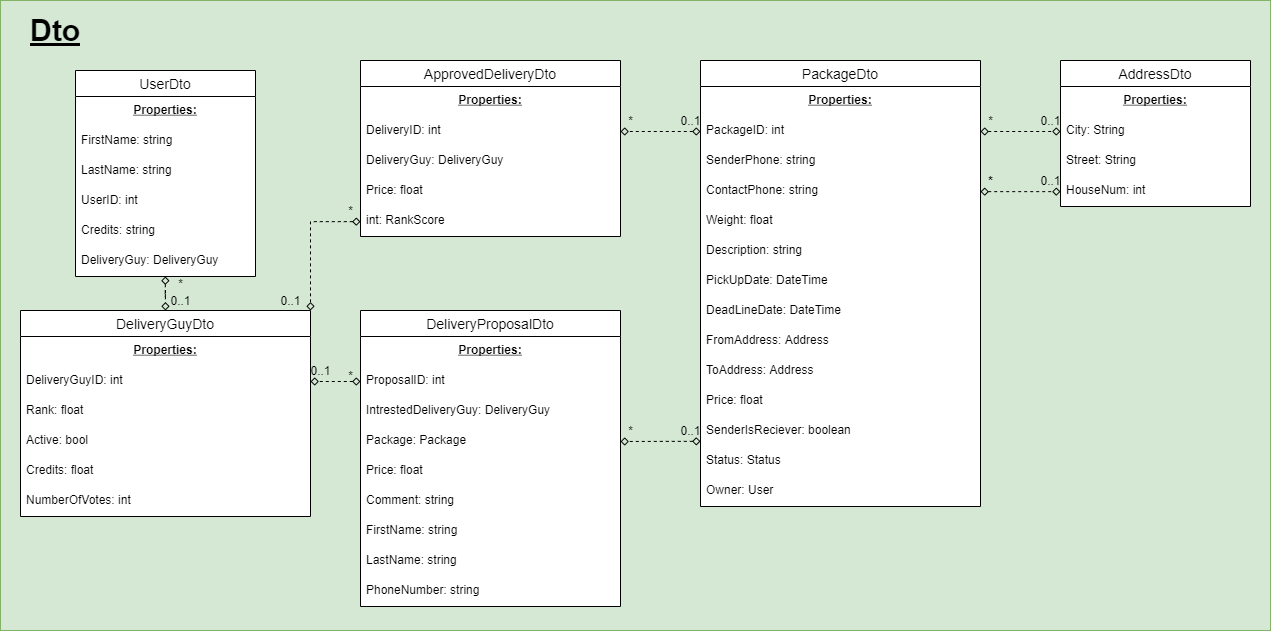 Dto
UserDto
Properties:
FirstName: string
LastName: string
UserID: int
Credits: string
DeliveryGuy: DeliveryGuy
*
0..1
ApprovedDeliveryDto
Properties:
DeliveryID: int
DeliveryGuy: DeliveryGuy
Price: float
int: RankScore
*
0..1
*
0..1
DeliveryGuyDto
Properties:
DeliveryGuyID: int
Rank: float
Active: bool
Credits: float
NumberOfVotes: int
0..1
*
DeliveryProposalDto
Properties:
ProposalID: int
IntrestedDeliveryGuy: DeliveryGuy
Package: Package
Price: float
Comment: string
FirstName: string
LastName: string
PhoneNumber: string
*
0..1
PackageDto
Properties:
PackageID: int
SenderPhone: string
ContactPhone: string
Weight: float
Description: string
PickUpDate: DateTime
DeadLineDate: DateTime
FromAddress: Address
ToAddress: Address
Price: float
SenderIsReciever: boolean
Status: Status
Owner: User
*
0..1
*
0..1
AddressDto
Properties:
City: String
Street: String
HouseNum: int